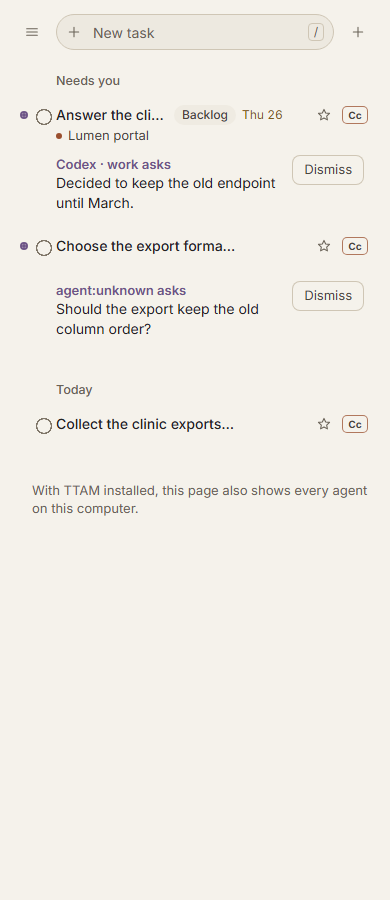 New task /
Needs you
Answer the cli... Backlog Thu 26 Cc
Lumen portal
Codex · work asks
Decided to keep the old endpoint
until March.
Dismiss
Choose the export forma... Cc
agent:unknown asks
Should the export keep the old
column order?
Dismiss
Today
Collect the clinic exports... Cc
With TTAM installed, this page also shows every agent
on this computer.